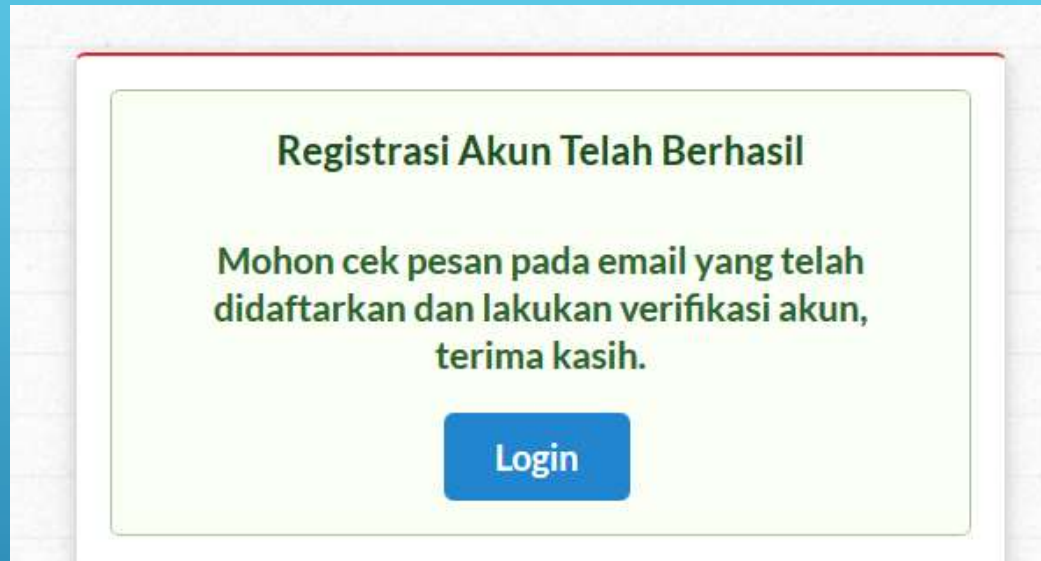 Registrasi Akun Telah Berhasil
Mohon cek pesan pada email yang telah
didaftarkan dan lakukan verifikasi akun,
terima kasih.
Login